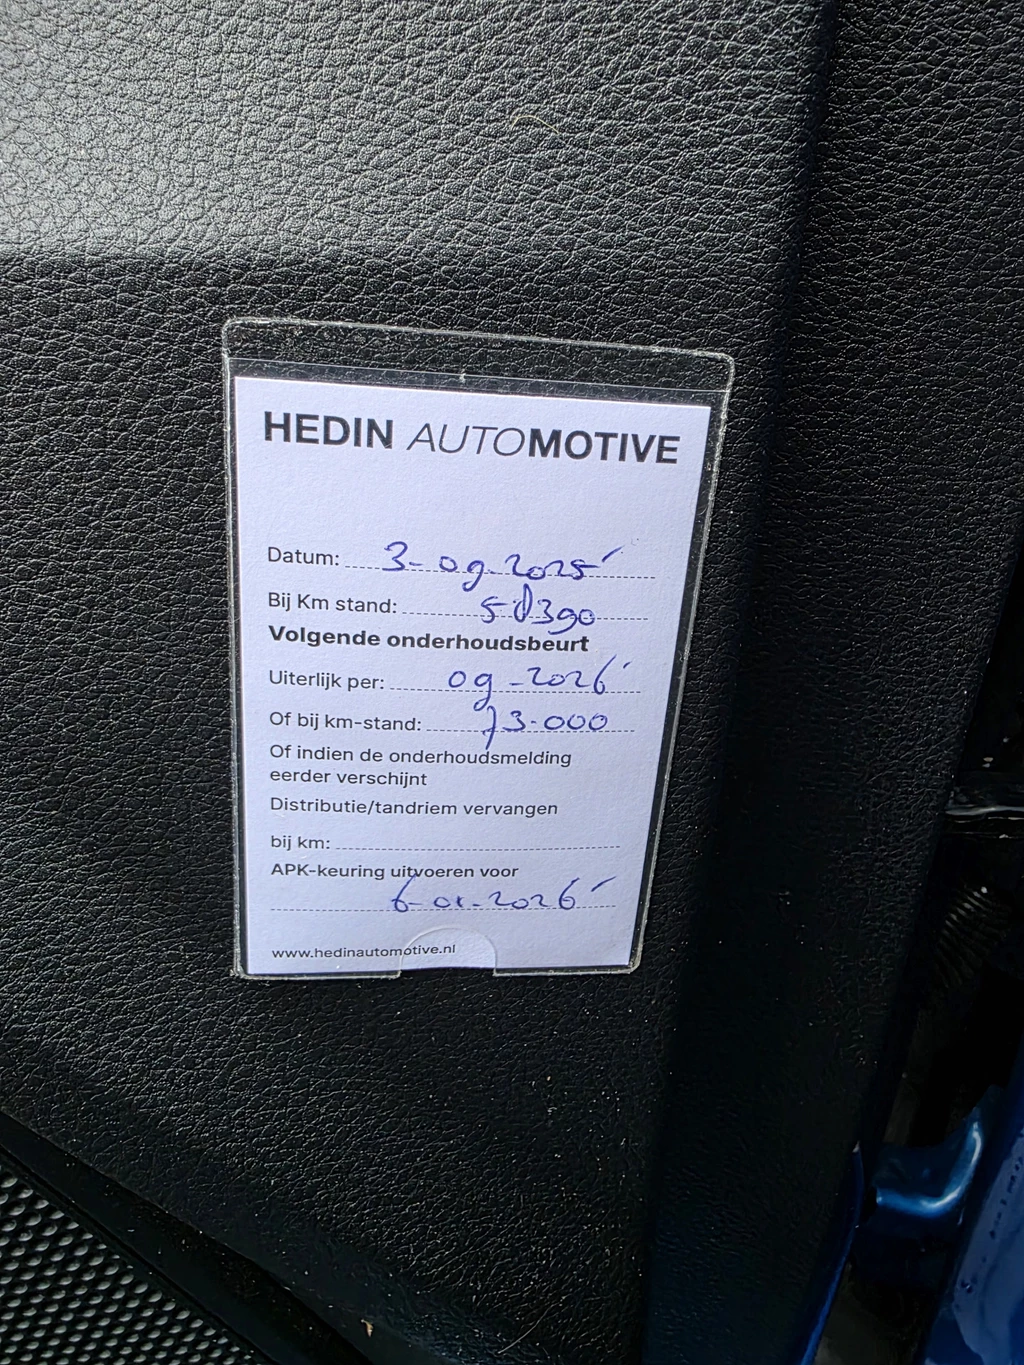 HEDIN AUTOMOTIVE
Datum: 3-09-2025
Bij Km stand:
Volgende onderhoudsbeurt
Uiterlijk per: 09-2026
Of bij km-stand: 73.000
Of indien de onderhoudsmelding
eerder verschijnt
Distributie/tandriem vervangen
bij km:
APK-keuring uitvoeren voor
6-01-2026
www.hedinautomotive.nl